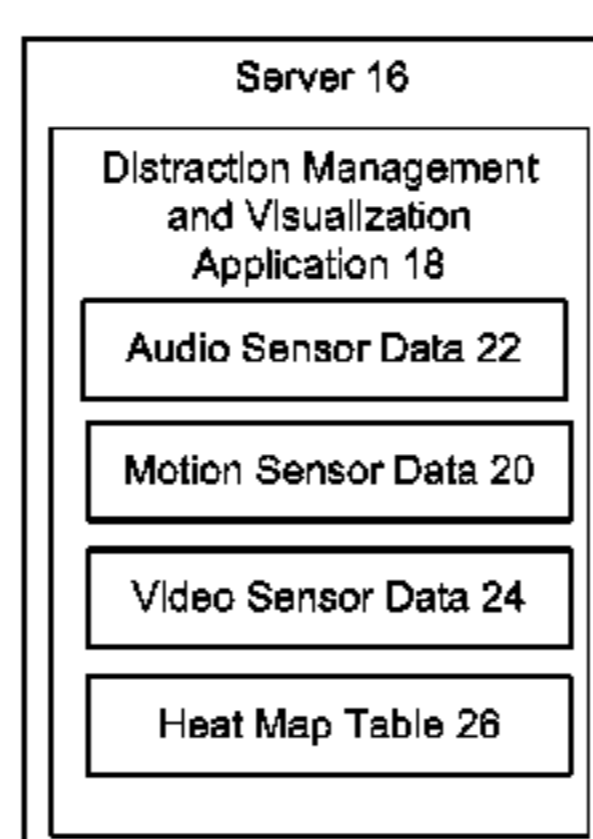 Server 16
Distraction Management
and Visualization
Application 18
Audio Sensor Data 22
Motion Sensor Data 20
Video Sensor Data 24
Heat Map Table 26